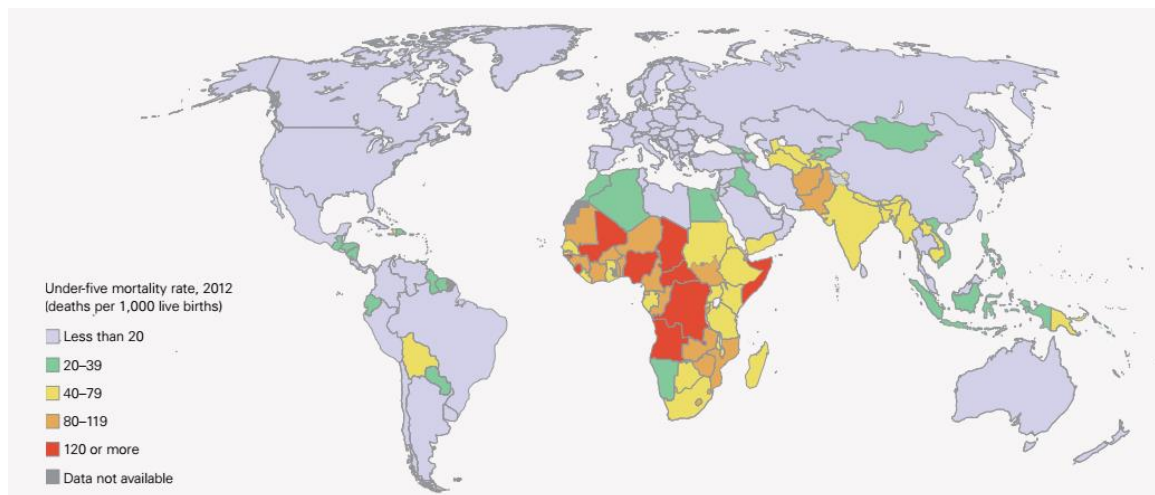 Under-five mortality rate, 2012
(deaths per 1,000 live births)
Less than 20
20–39
40–79
80–119
120 or more
Data not available